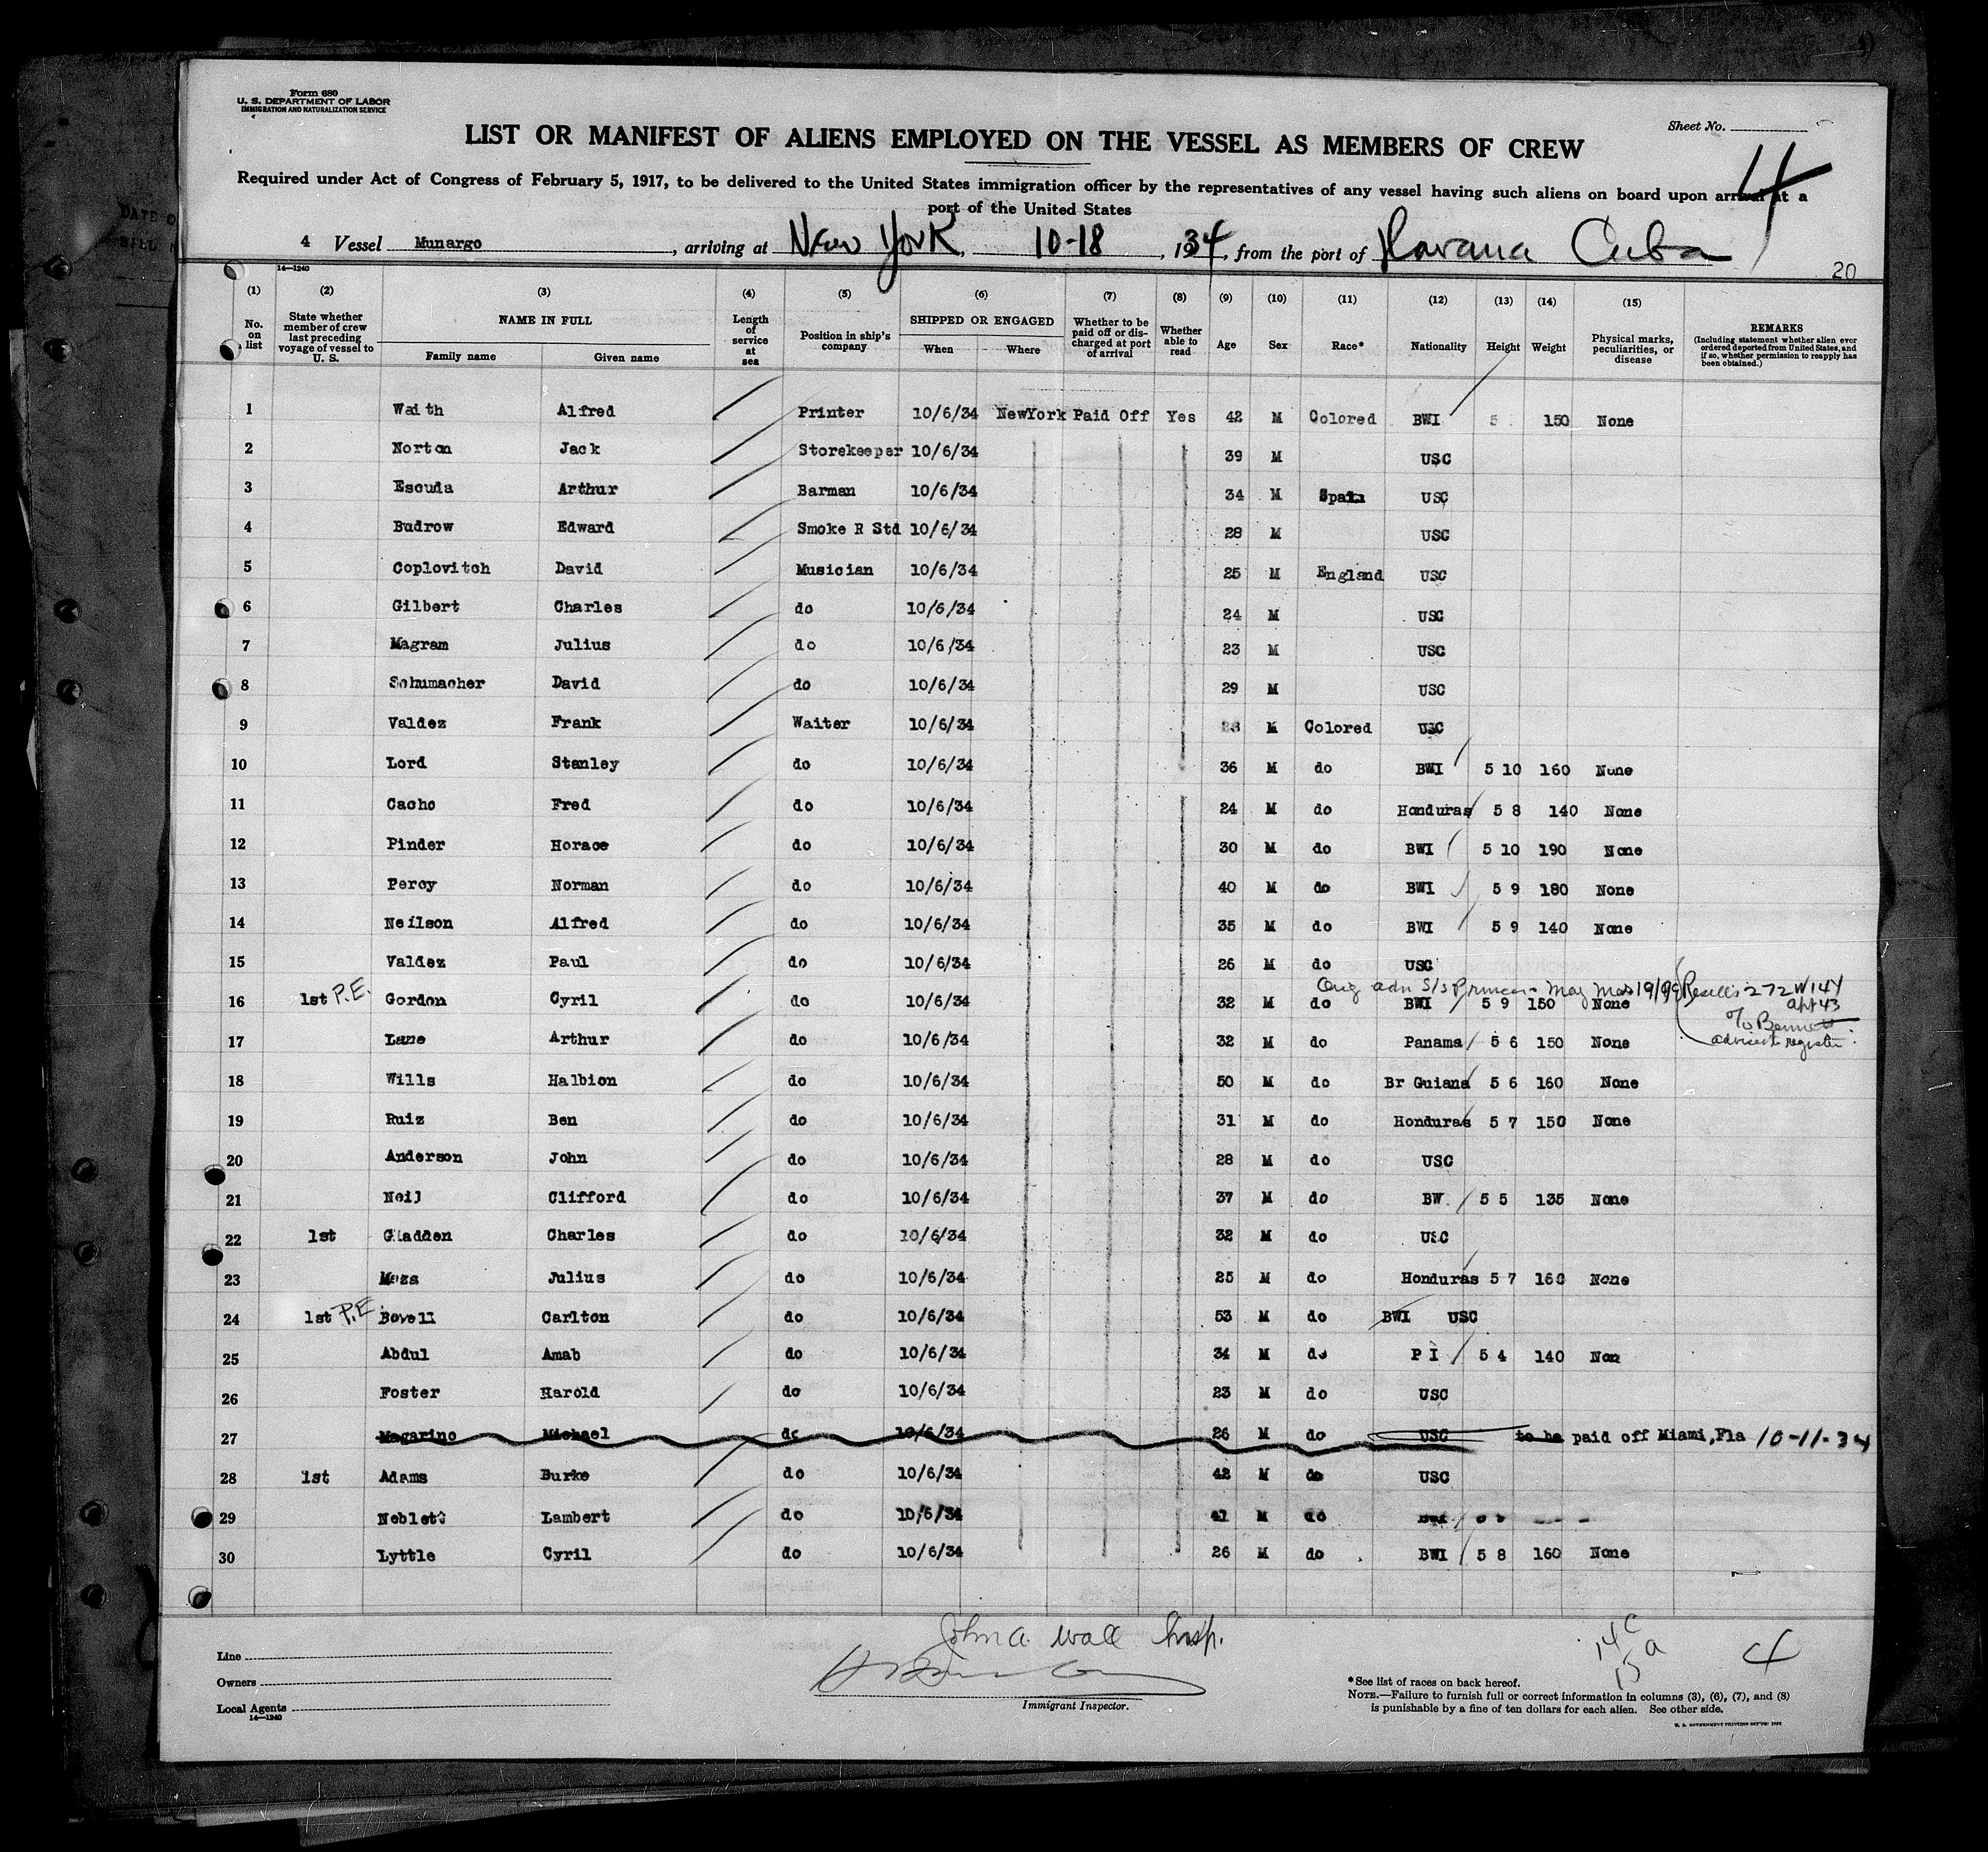 Form 680
U. S. DEPARTMENT OF LABOR
IMMIGRATION AND NATURALIZATION SERVICE
Sheet No.
4
LIST OR MANIFEST OF ALIENS EMPLOYED ON THE VESSEL AS MEMBERS OF CREW
Required under Act of Congress of February 5, 1917, to be delivered to the United States immigration officer by the representatives of any vessel having such aliens on board upon arrival at a
port of the United States
4 Vessel Munargo, arriving at New York, 10-18, 1934, from the port of Havana Cuba
14—1240
20
(1) (2) (3) (4) (5) (6) (7) (8) (9) (10) (11) (12) (13) (14) (15)
No. on list
State whether member of crew last preceding voyage of vessel to U. S.
NAME IN FULL
Family name Given name
Length of service at sea
Position in ship's company
SHIPPED OR ENGAGED
When Where
Whether to be paid off or discharged at port of arrival
Whether able to read
Age Sex Race* Nationality Height Weight
Physical marks, peculiarities, or disease
REMARKS
(Including statement whether alien ever ordered deported from United States, and if so, whether permission to reapply has been obtained.)
1 Waith Alfred Printer 10/6/34 NewYork Paid Off Yes 42 M Colored BWI 5 150 None
2 Norton Jack Storekeeper 10/6/34 39 M USC
3 Escuda Arthur Barman 10/6/34 34 M Spain USC
4 Budrow Edward Smoke R Std 10/6/34 28 M USC
5 Coplovitch David Musician 10/6/34 25 M England USC
6 Gilbert Charles do 10/6/34 24 M USC
7 Magram Julius do 10/6/34 23 M USC
8 Schumacher David do 10/6/34 29 M USC
9 Valdez Frank Waiter 10/6/34 M Colored USC
10 Lord Stanley do 10/6/34 36 M do BWI 5 10 160 None
11 Cacho Fred do 10/6/34 24 M do Honduras 5 8 140 None
12 Pinder Horace do 10/6/34 30 M do BWI 5 10 190 None
13 Percy Norman do 10/6/34 40 M do BWI 5 9 180 None
14 Neilson Alfred do 10/6/34 35 M do BWI 5 9 140 None
15 Valdez Paul do 10/6/34 26 M do USC
Orig adm S/S Princess May Mar 19/
16 1st P.E. Gordon Cyril do 10/6/34 32 M do BWI 5 9 150 None 272 W 144
apt 43
c/o Bennett
17 Lane Arthur do 10/6/34 32 M do Panama 5 6 150 None advised to register
18 Wills Halbion do 10/6/34 50 M do Br Guiana 5 6 160 None
19 Ruiz Ben do 10/6/34 31 M do Honduras 5 7 150 None
20 Anderson John do 10/6/34 28 M do USC
21 Neil Clifford do 10/6/34 37 M do BW 5 5 135 None
22 1st Gladden Charles do 10/6/34 32 M do USC
23 Meza Julius do 10/6/34 25 M do Honduras 5 7 160 None
24 1st P.E. Bovell Carlton do 10/6/34 53 M do BWI USC
25 Abdul Amab do 10/6/34 34 M do P I 5 4 140 Non
26 Foster Harold do 10/6/34 23 M do USC
27 Magarino Michael do 10/6/34 26 M do USC to be paid off Miami,Fla 10-11-34
28 1st Adams Burke do 10/6/34 42 M do USC
29 Neblett Lambert do 10/6/34 41 M do
30 Lyttle Cyril do 10/6/34 26 M do BWI 5 8 160 None
John A. Wall Insp.
14 c
15 a
4
Line
Owners
Local Agents
14—1240
Immigrant Inspector.
*See list of races on back hereof.
NOTE.—Failure to furnish full or correct information in columns (3), (6), (7), and (8)
is punishable by a fine of ten dollars for each alien. See other side.